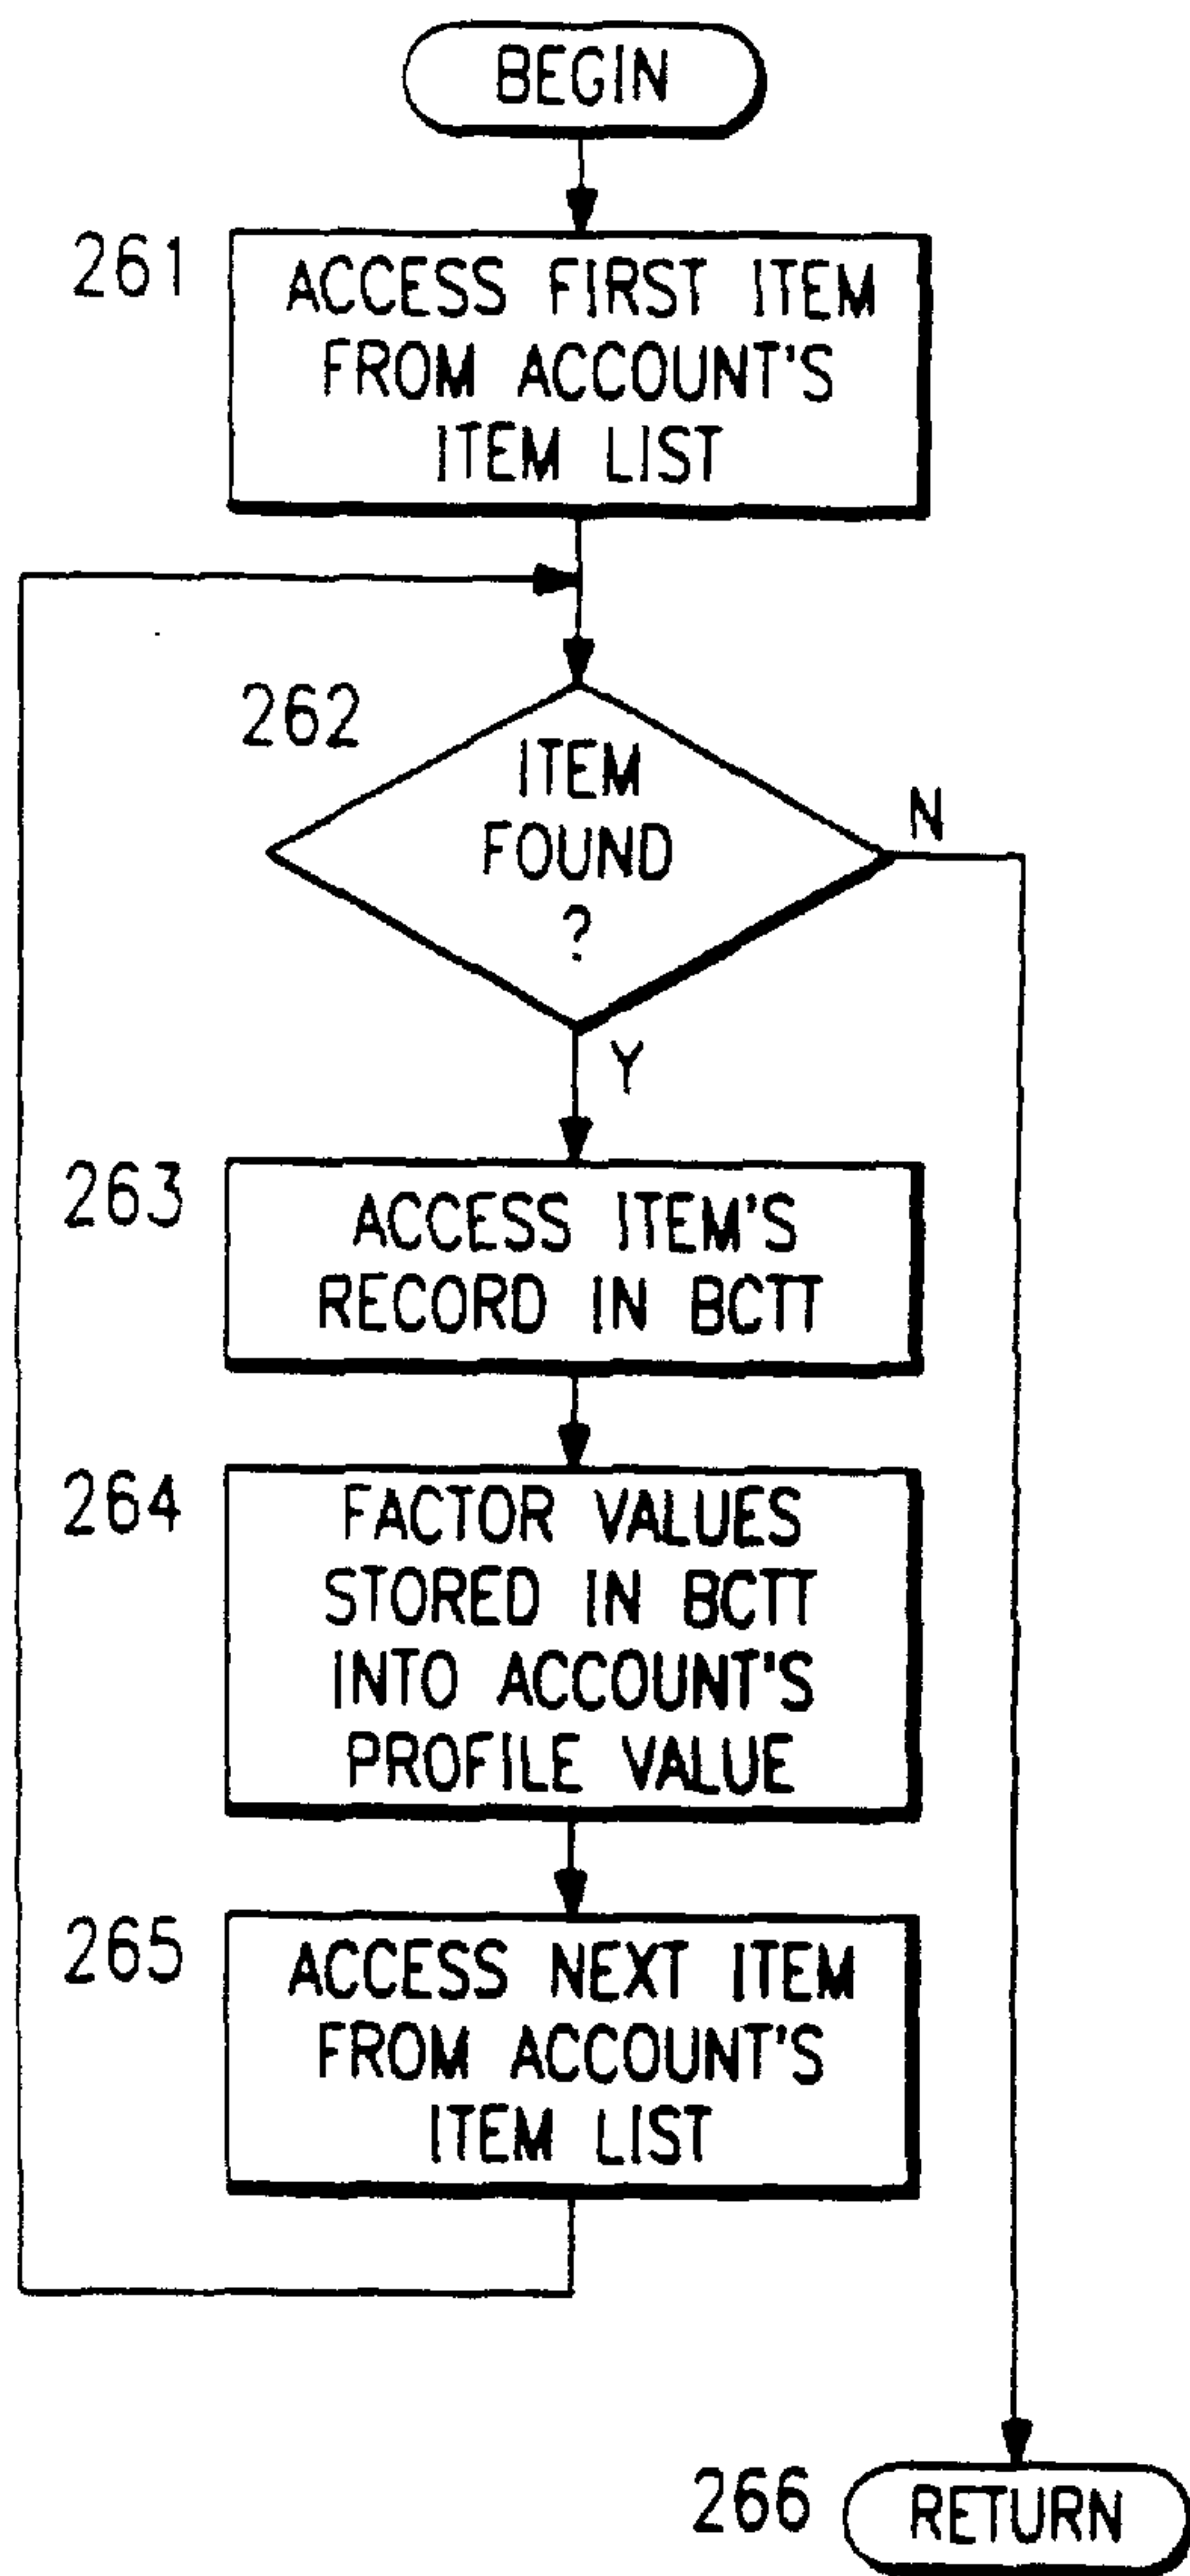 BEGIN
261
ACCESS FIRST ITEM
FROM ACCOUNT'S
ITEM LIST
262
ITEM
FOUND
?
N
Y
263
ACCESS ITEM'S
RECORD IN BCTT
264
FACTOR VALUES
STORED IN BCTT
INTO ACCOUNT'S
PROFILE VALUE
265
ACCESS NEXT ITEM
FROM ACCOUNT'S
ITEM LIST
266
RETURN